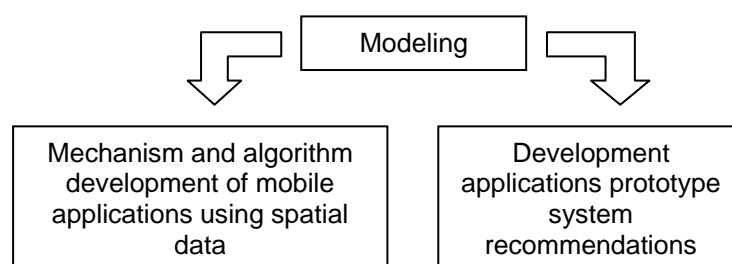 Modeling
Mechanism and algorithm
development of mobile
applications using spatial
data
Development
applications prototype
system
recommendations